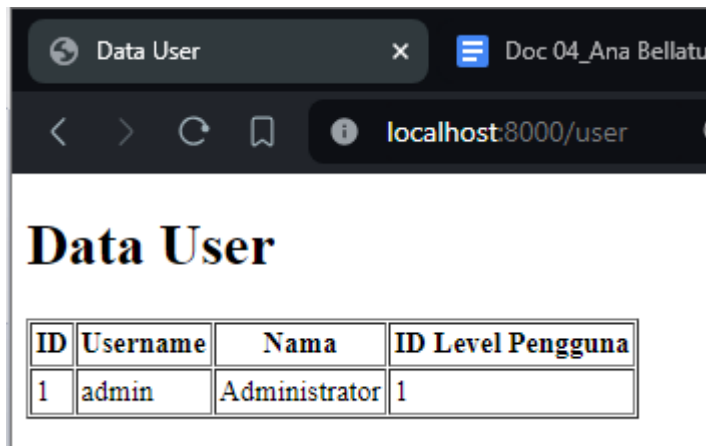 Data User
Doc 04_Ana Bellatu
localhost:8000/user
Data User
ID Username Nama ID Level Pengguna
1 admin Administrator 1